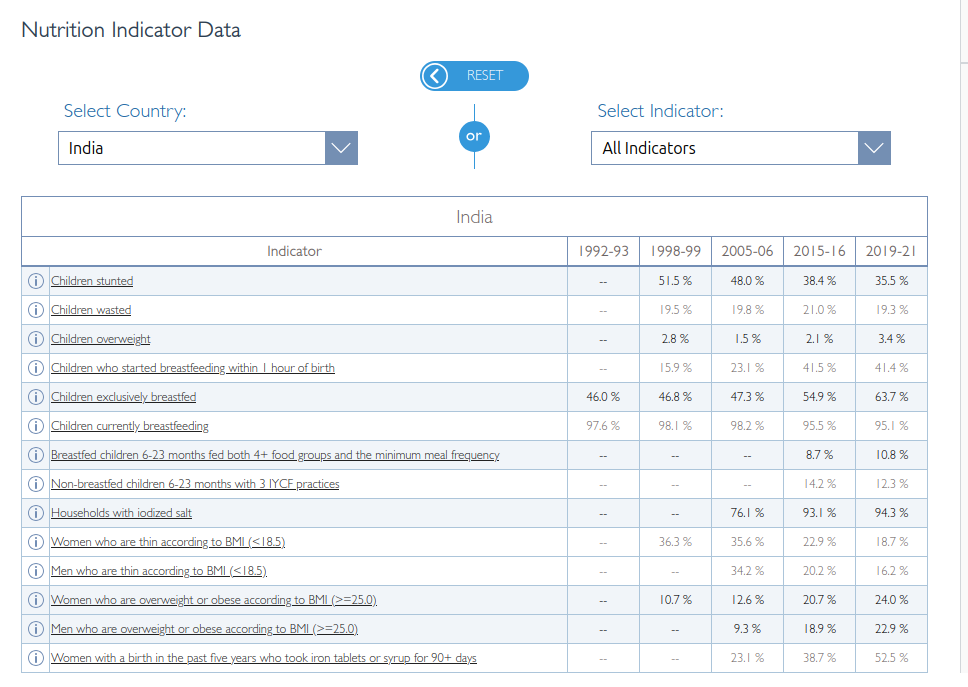 Nutrition Indicator Data
RESET
Select Country: Select Indicator:
or
India All Indicators
India
Indicator 1992-93 1998-99 2005-06 2015-16 2019-21
Children stunted -- 51.5 % 48.0 % 38.4 % 35.5 %
Children wasted -- 19.5 % 19.8 % 21.0 % 19.3 %
Children overweight -- 2.8 % 1.5 % 2.1 % 3.4 %
Children who started breastfeeding within 1 hour of birth -- 15.9 % 23.1 % 41.5 % 41.4 %
Children exclusively breastfed 46.0 % 46.8 % 47.3 % 54.9 % 63.7 %
Children currently breastfeeding 97.6 % 98.1 % 98.2 % 95.5 % 95.1 %
Breastfed children 6-23 months fed both 4+ food groups and the minimum meal frequency -- -- -- 8.7 % 10.8 %
Non-breastfed children 6-23 months with 3 IYCF practices -- -- -- 14.2 % 12.3 %
Households with iodized salt -- -- 76.1 % 93.1 % 94.3 %
Women who are thin according to BMI (<18.5) -- 36.3 % 35.6 % 22.9 % 18.7 %
Men who are thin according to BMI (<18.5) -- -- 34.2 % 20.2 % 16.2 %
Women who are overweight or obese according to BMI (>=25.0) -- 10.7 % 12.6 % 20.7 % 24.0 %
Men who are overweight or obese according to BMI (>=25.0) -- -- 9.3 % 18.9 % 22.9 %
Women with a birth in the past five years who took iron tablets or syrup for 90+ days -- -- 23.1 % 38.7 % 52.5 %